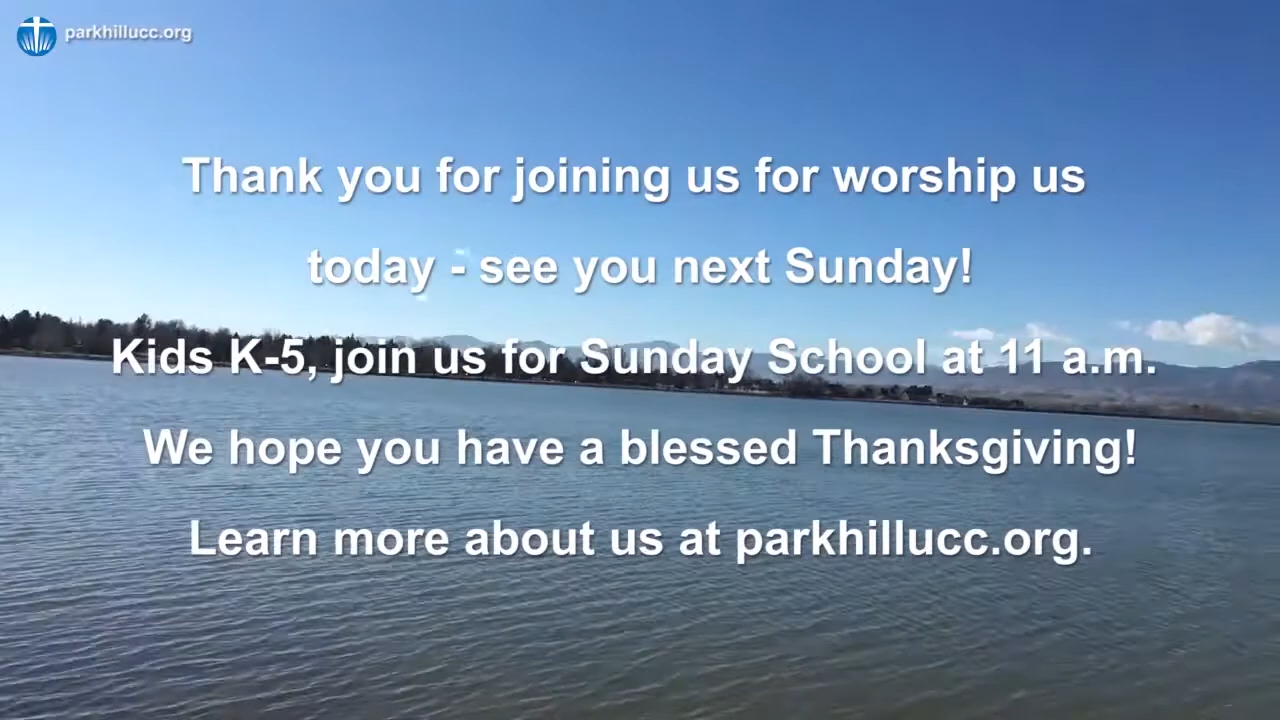 parkhillucc.org
Thank you for joining us for worship us
today - see you next Sunday!
Kids K-5, join us for Sunday School at 11 a.m.
We hope you have a blessed Thanksgiving!
Learn more about us at parkhillucc.org.